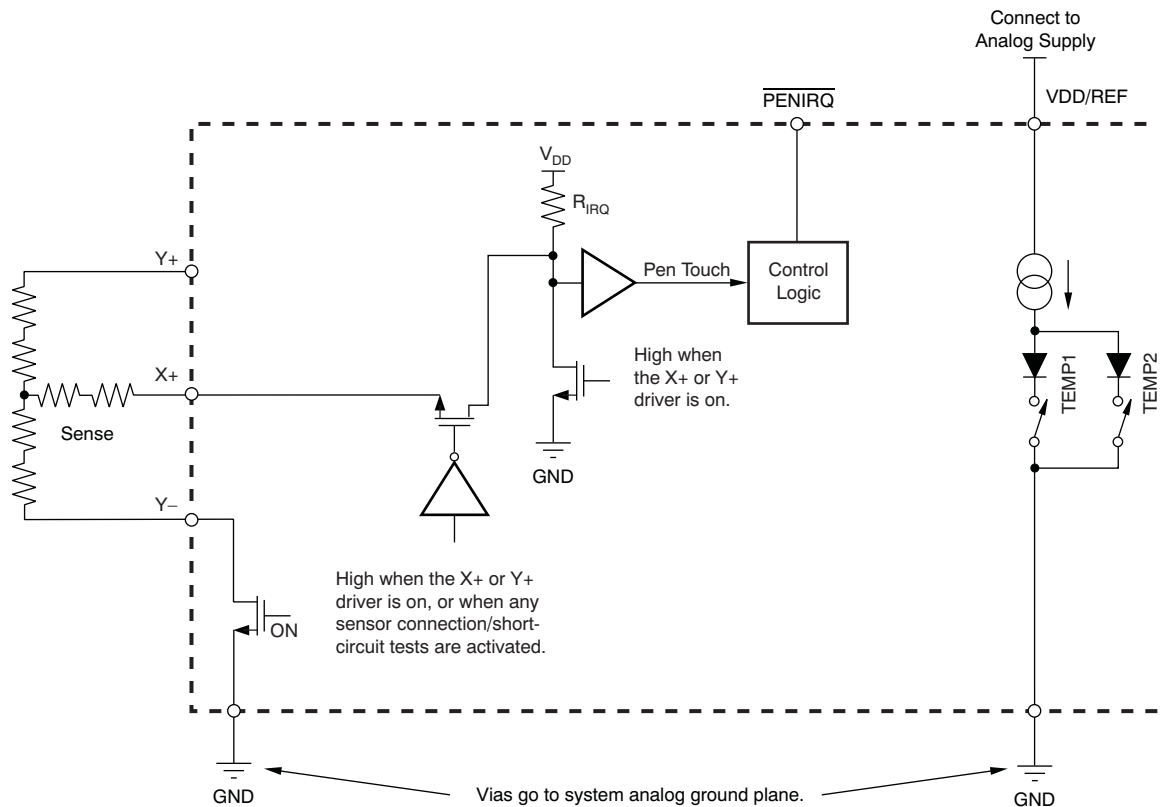 Connect to
Analog Supply
PENIRQ
VDD/REF
VDD
RIRQ
Y+
Pen Touch
Control
Logic
High when
the X+ or Y+
driver is on.
TEMP1
TEMP2
X+
Sense
GND
Y–
High when the X+ or Y+
driver is on, or when any
sensor connection/short-
circuit tests are activated.
ON
GND
Vias go to system analog ground plane.
GND